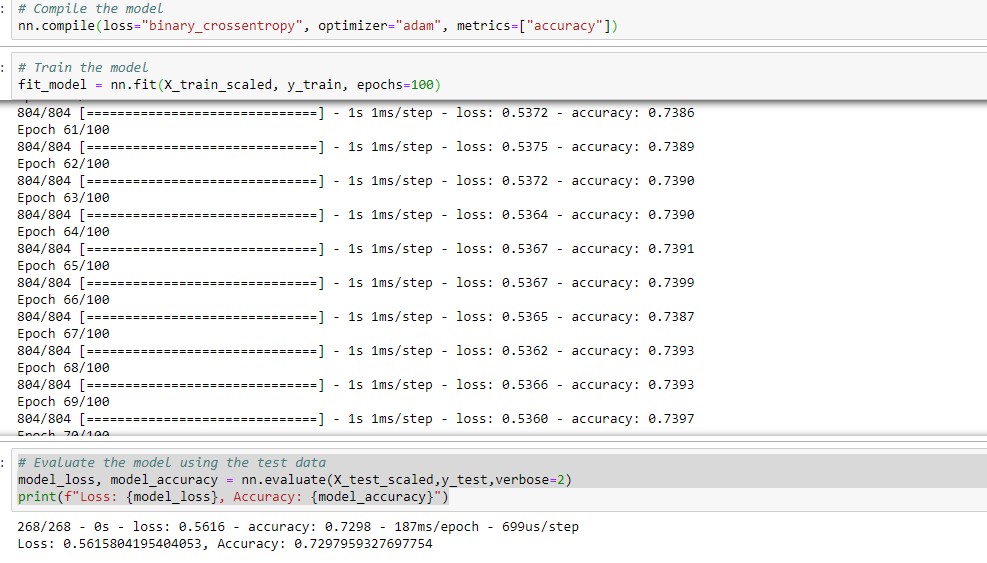 : # Compile the model
nn.compile(loss="binary_crossentropy", optimizer="adam", metrics=["accuracy"])
: # Train the model
fit_model = nn.fit(X_train_scaled, y_train, epochs=100)
804/804 [==============================] - 1s 1ms/step - loss: 0.5372 - accuracy: 0.7386
Epoch 61/100
804/804 [==============================] - 1s 1ms/step - loss: 0.5375 - accuracy: 0.7389
Epoch 62/100
804/804 [==============================] - 1s 1ms/step - loss: 0.5372 - accuracy: 0.7390
Epoch 63/100
804/804 [==============================] - 1s 1ms/step - loss: 0.5364 - accuracy: 0.7390
Epoch 64/100
804/804 [==============================] - 1s 1ms/step - loss: 0.5367 - accuracy: 0.7391
Epoch 65/100
804/804 [==============================] - 1s 1ms/step - loss: 0.5367 - accuracy: 0.7399
Epoch 66/100
804/804 [==============================] - 1s 1ms/step - loss: 0.5365 - accuracy: 0.7387
Epoch 67/100
804/804 [==============================] - 1s 1ms/step - loss: 0.5362 - accuracy: 0.7393
Epoch 68/100
804/804 [==============================] - 1s 1ms/step - loss: 0.5366 - accuracy: 0.7393
Epoch 69/100
804/804 [==============================] - 1s 1ms/step - loss: 0.5360 - accuracy: 0.7397
Epoch 70/100
: # Evaluate the model using the test data
model_loss, model_accuracy = nn.evaluate(X_test_scaled,y_test,verbose=2)
print(f"Loss: {model_loss}, Accuracy: {model_accuracy}")
268/268 - 0s - loss: 0.5616 - accuracy: 0.7298 - 187ms/epoch - 699us/step
Loss: 0.5615804195404053, Accuracy: 0.7297959327697754